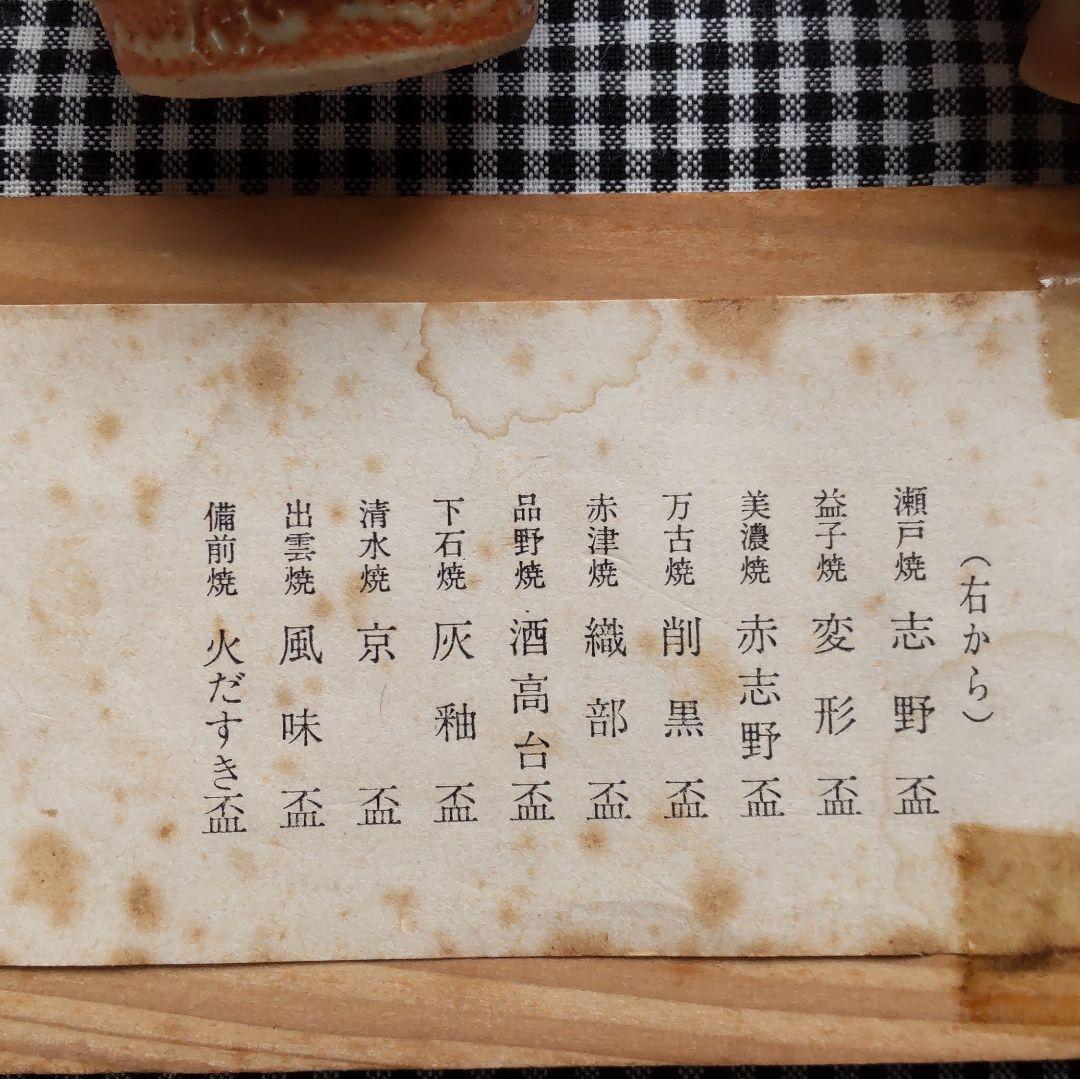 （右から）
瀬戸焼 志野盃
益子焼 変形盃
美濃焼 赤志野盃
万古焼 削黒盃
赤津焼 織部盃
品野焼 酒高台盃
下石焼 灰釉盃
清水焼 京盃
出雲焼 風味盃
備前焼 火だすき盃